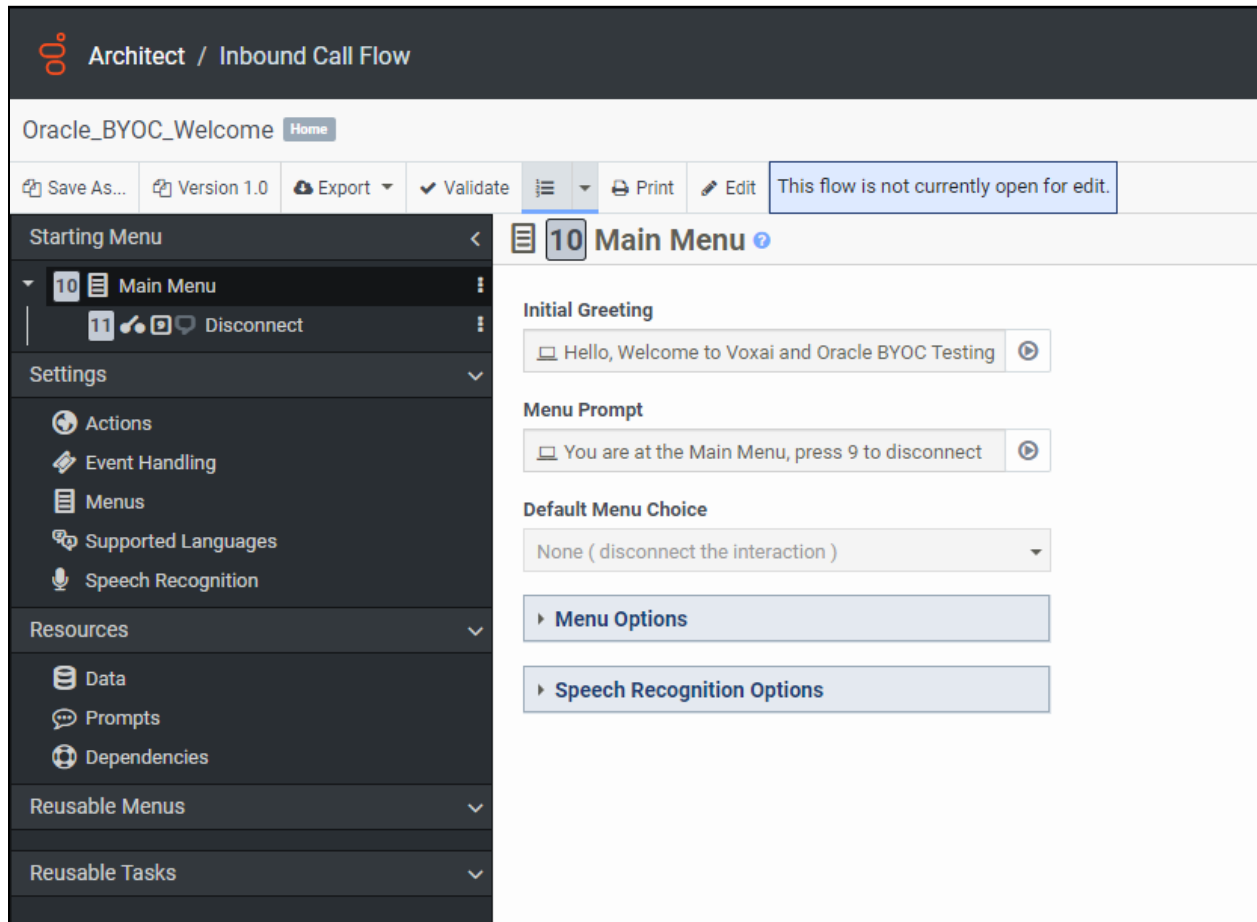 Architect / Inbound Call Flow
Oracle_BYOC_Welcome Home
Save As... Version 1.0 Export Validate Print Edit This flow is not currently open for edit.
Starting Menu
10 Main Menu
10 Main Menu
11 9 Disconnect
Initial Greeting
Hello, Welcome to Voxai and Oracle BYOC Testing
Settings
Actions
Event Handling
Menus
Supported Languages
Speech Recognition
Menu Prompt
You are at the Main Menu, press 9 to disconnect
Default Menu Choice
None ( disconnect the interaction )
Menu Options
Speech Recognition Options
Resources
Data
Prompts
Dependencies
Reusable Menus
Reusable Tasks